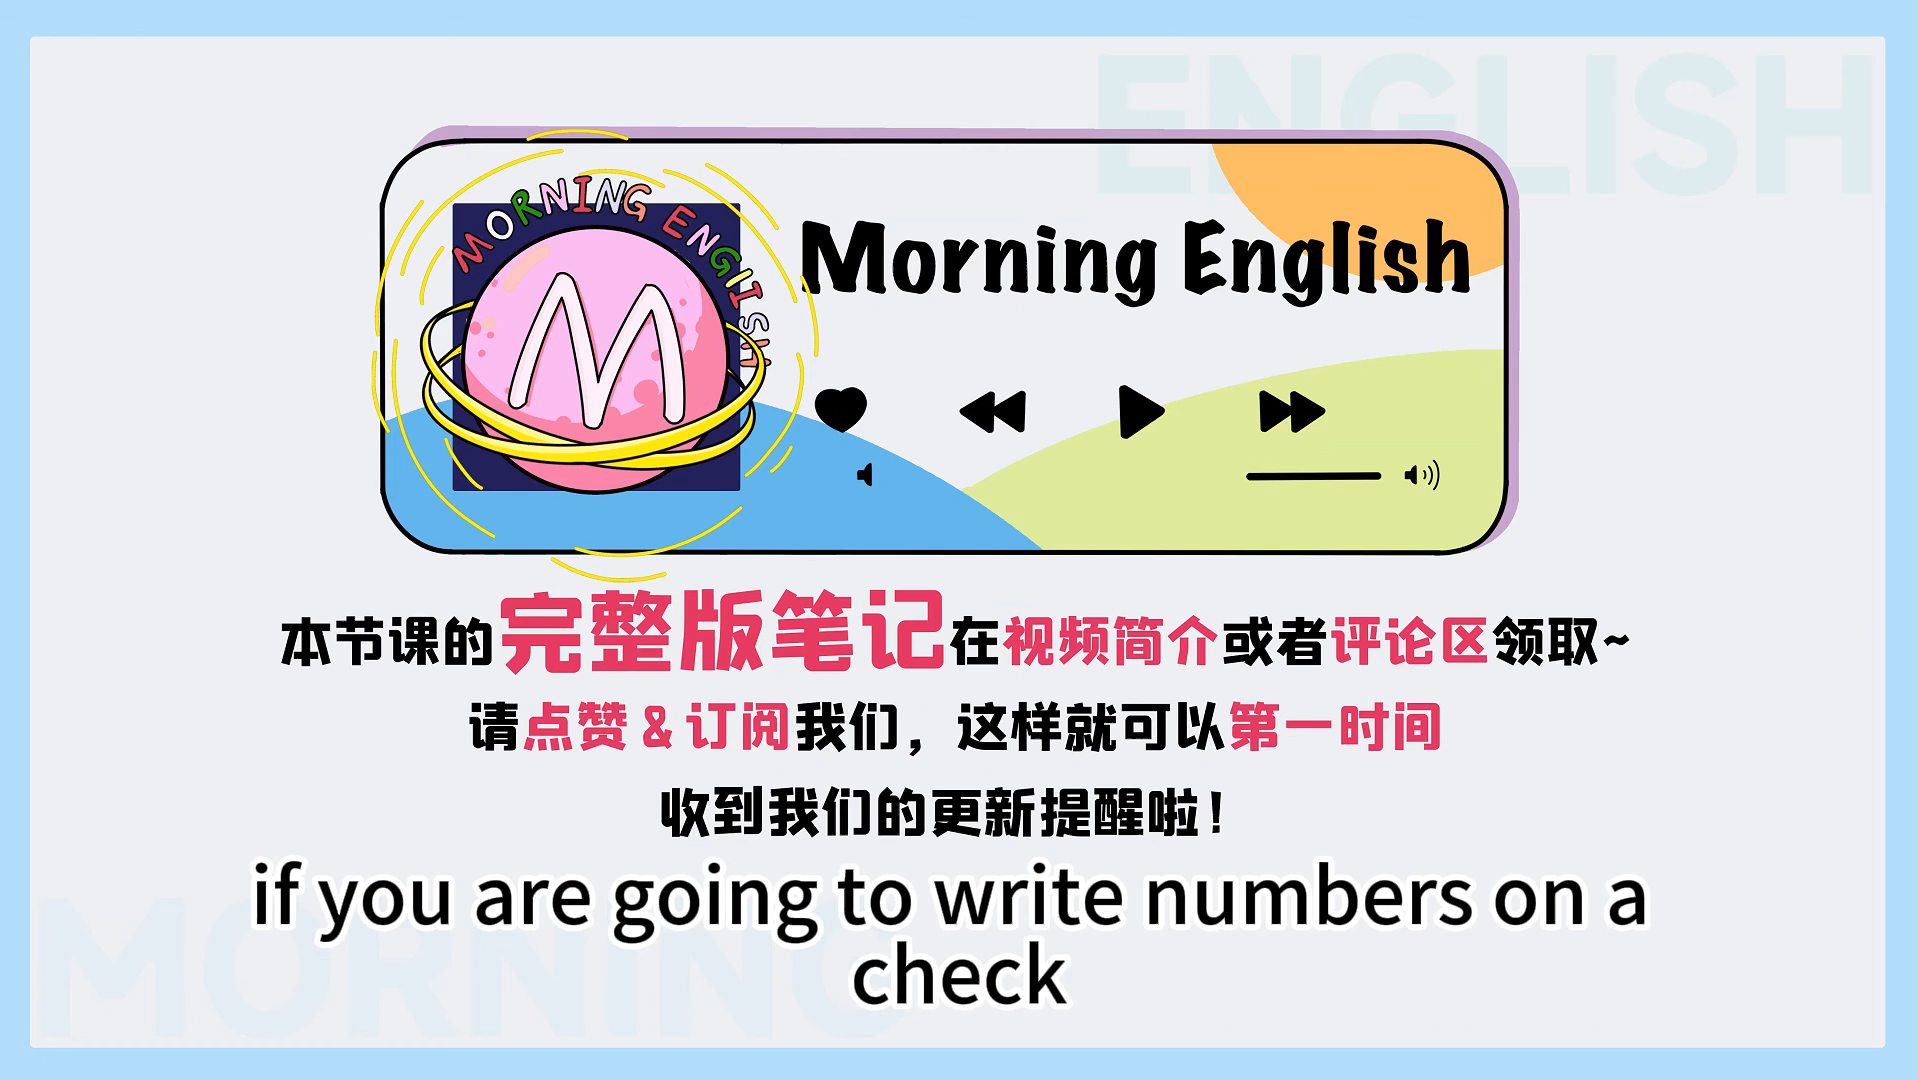 ENGLISH
MORNING ENGLISH
M
Morning English
本节课的完整版笔记在视频简介或者评论区领取~
请点赞&订阅我们，这样就可以第一时间
收到我们的更新提醒啦！
if you are going to write numbers on a
check
MORNING